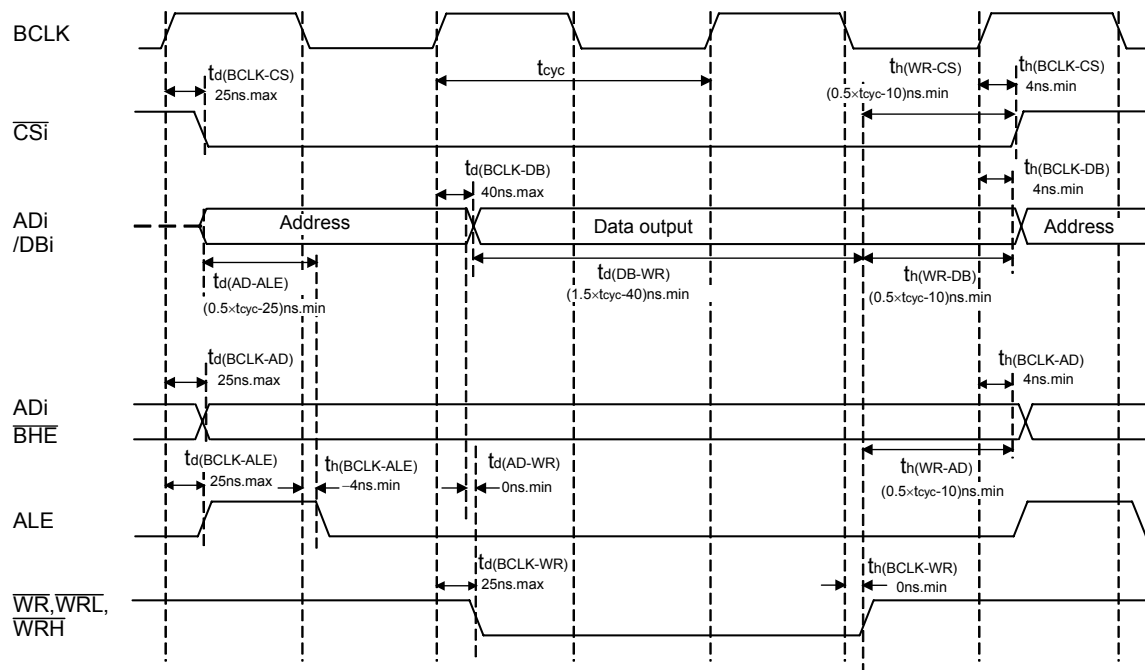 BCLK
td(BCLK-CS)
25ns.max
tcyc
th(WR-CS)
(0.5×tcyc-10)ns.min
th(BCLK-CS)
4ns.min
CSi
td(BCLK-DB)
40ns.max
th(BCLK-DB)
4ns.min
ADi
/DBi
Address
Data output
Address
td(AD-ALE)
(0.5×tcyc-25)ns.min
td(DB-WR)
(1.5×tcyc-40)ns.min
th(WR-DB)
(0.5×tcyc-10)ns.min
td(BCLK-AD)
25ns.max
th(BCLK-AD)
4ns.min
ADi
BHE
td(BCLK-ALE)
25ns.max
th(BCLK-ALE)
−4ns.min
td(AD-WR)
0ns.min
th(WR-AD)
(0.5×tcyc-10)ns.min
ALE
td(BCLK-WR)
25ns.max
th(BCLK-WR)
0ns.min
WR,WRL,
WRH